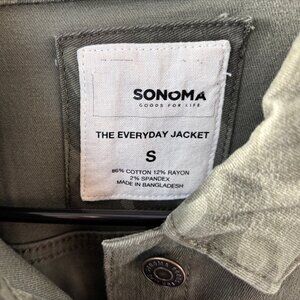 SONOMA
GOODS FOR LIFE
THE EVERYDAY JACKET
S
86% COTTON 12% RAYON
2% SPANDEX
MADE IN BANGLADESH